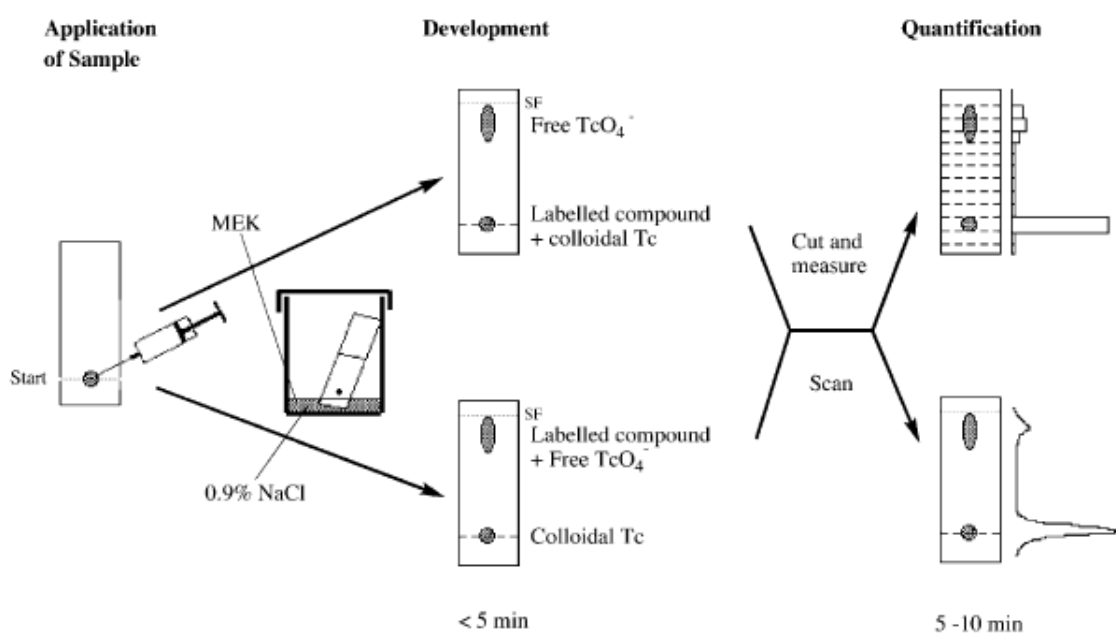 Application
of Sample
Development
Quantification
SF
Free TcO₄⁻
MEK
Labelled compound
+ colloidal Tc
Cut and
measure
Start
Scan
SF
Labelled compound
+ Free TcO₄⁻
0.9% NaCl
Colloidal Tc
< 5 min
5 -10 min